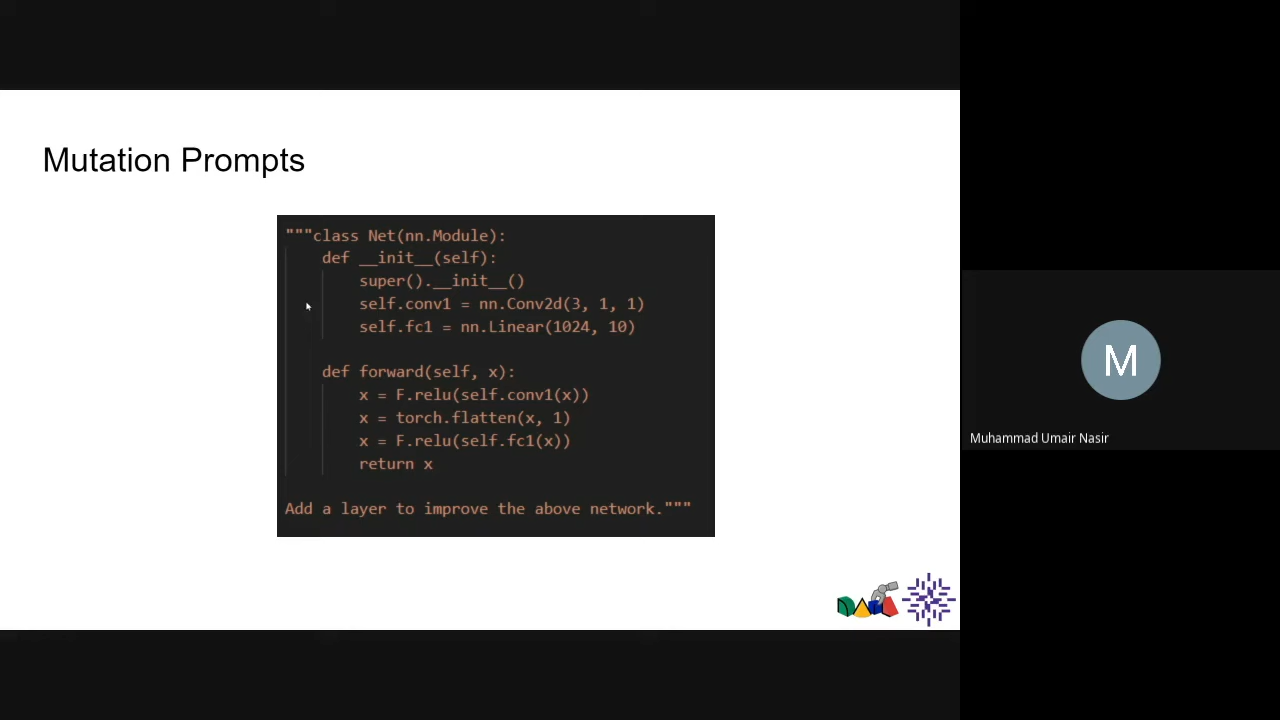 Mutation Prompts
"""class Net(nn.Module):
    def __init__(self):
        super().__init__()
        self.conv1 = nn.Conv2d(3, 1, 1)
        self.fc1 = nn.Linear(1024, 10)
    def forward(self, x):
        x = F.relu(self.conv1(x))
        x = torch.flatten(x, 1)
        x = F.relu(self.fc1(x))
        return x
Add a layer to improve the above network."""
M
Muhammad Umair Nasir